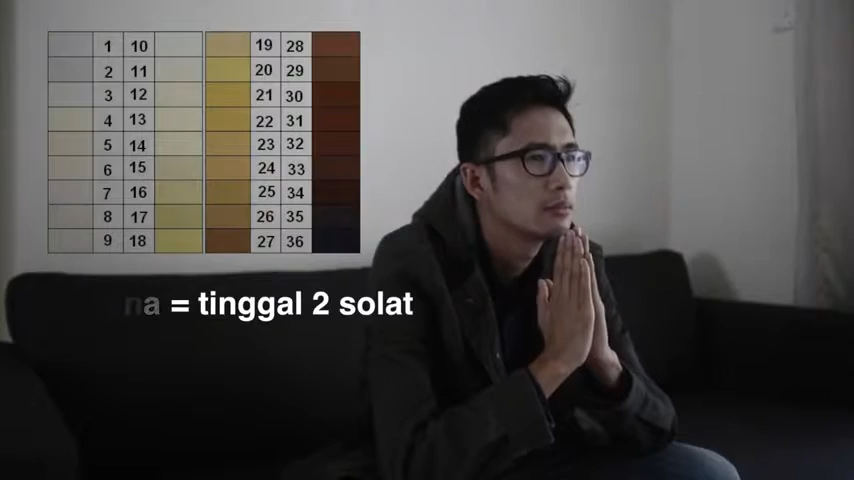 1 10 19 28
2 11 20 29
3 12 21 30
4 13 22 31
5 14 23 32
6 15 24 33
7 16 25 34
8 17 26 35
9 18 27 36
na = tinggal 2 solat